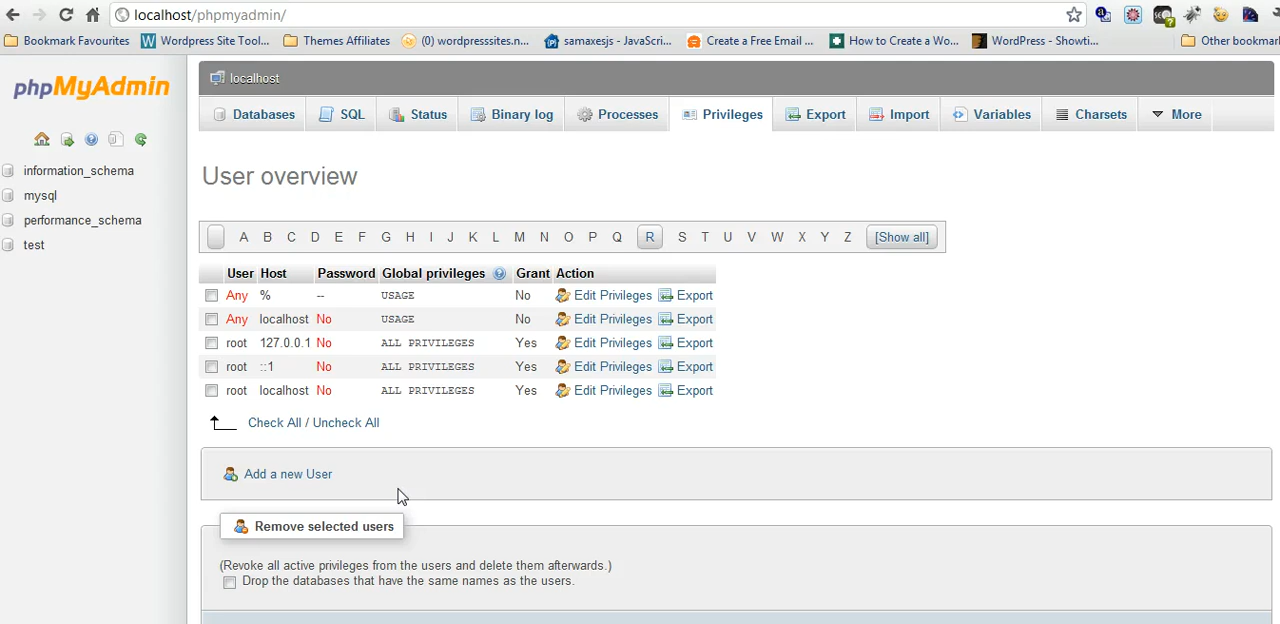 localhost/phpmyadmin/
Bookmark Favourites Wordpress Site Tool... Themes Affiliates (0) wordpresssites.n... samaxesjs - JavaScri... Create a Free Email ... How to Create a Wo... WordPress - Showti... Other bookmark
phpMyAdmin
localhost
Databases SQL Status Binary log Processes Privileges Export Import Variables Charsets More
information_schema
mysql
performance_schema
test
User overview
A B C D E F G H I J K L M N O P Q R S T U V W X Y Z [Show all]
User Host Password Global privileges Grant Action
Any % -- USAGE No Edit Privileges Export
Any localhost No USAGE No Edit Privileges Export
root 127.0.0.1 No ALL PRIVILEGES Yes Edit Privileges Export
root ::1 No ALL PRIVILEGES Yes Edit Privileges Export
root localhost No ALL PRIVILEGES Yes Edit Privileges Export
Check All / Uncheck All
Add a new User
Remove selected users
(Revoke all active privileges from the users and delete them afterwards.)
Drop the databases that have the same names as the users.